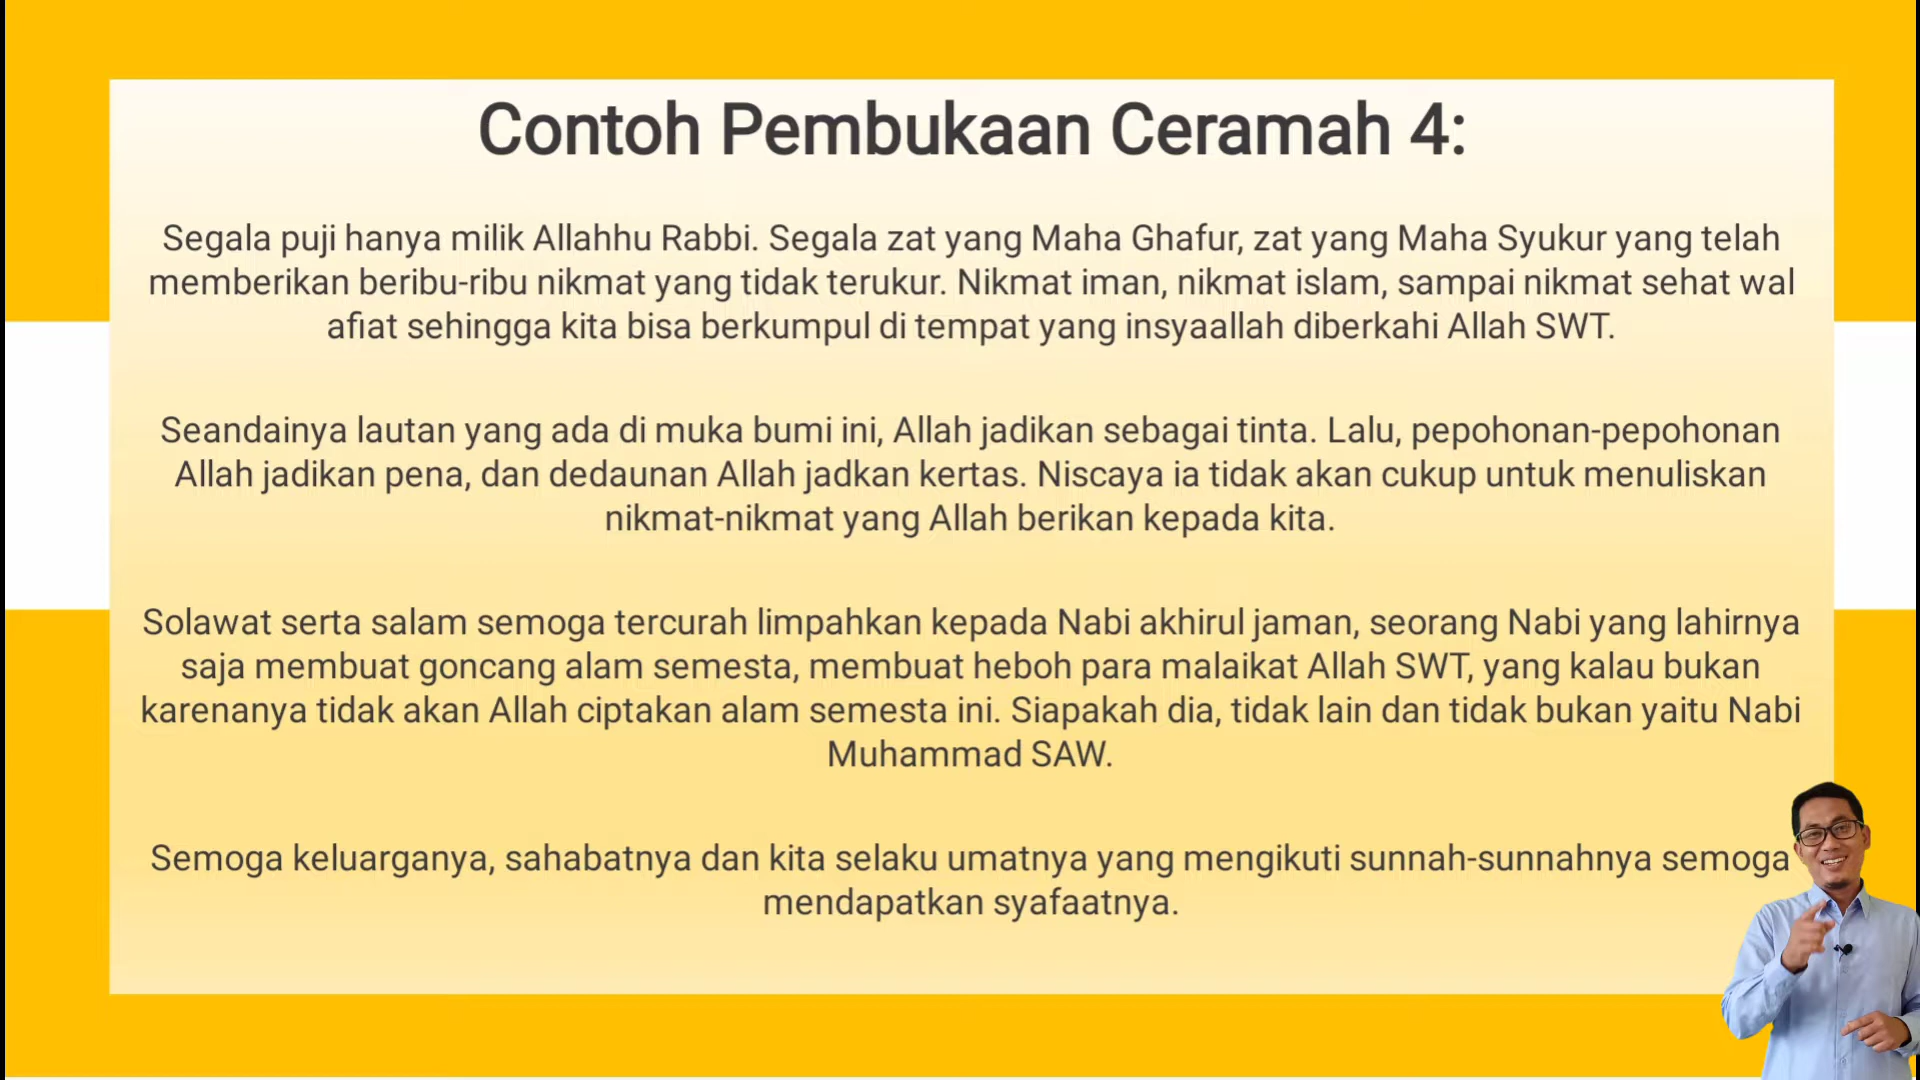 Contoh Pembukaan Ceramah 4:
Segala puji hanya milik Allahhu Rabbi. Segala zat yang Maha Ghafur, zat yang Maha Syukur yang telah
memberikan beribu-ribu nikmat yang tidak terukur. Nikmat iman, nikmat islam, sampai nikmat sehat wal
afiat sehingga kita bisa berkumpul di tempat yang insyaallah diberkahi Allah SWT.
Seandainya lautan yang ada di muka bumi ini, Allah jadikan sebagai tinta. Lalu, pepohonan-pepohonan
Allah jadikan pena, dan dedaunan Allah jadkan kertas. Niscaya ia tidak akan cukup untuk menuliskan
nikmat-nikmat yang Allah berikan kepada kita.
Solawat serta salam semoga tercurah limpahkan kepada Nabi akhirul jaman, seorang Nabi yang lahirnya
saja membuat goncang alam semesta, membuat heboh para malaikat Allah SWT, yang kalau bukan
karenanya tidak akan Allah ciptakan alam semesta ini. Siapakah dia, tidak lain dan tidak bukan yaitu Nabi
Muhammad SAW.
Semoga keluarganya, sahabatnya dan kita selaku umatnya yang mengikuti sunnah-sunnahnya semoga
mendapatkan syafaatnya.